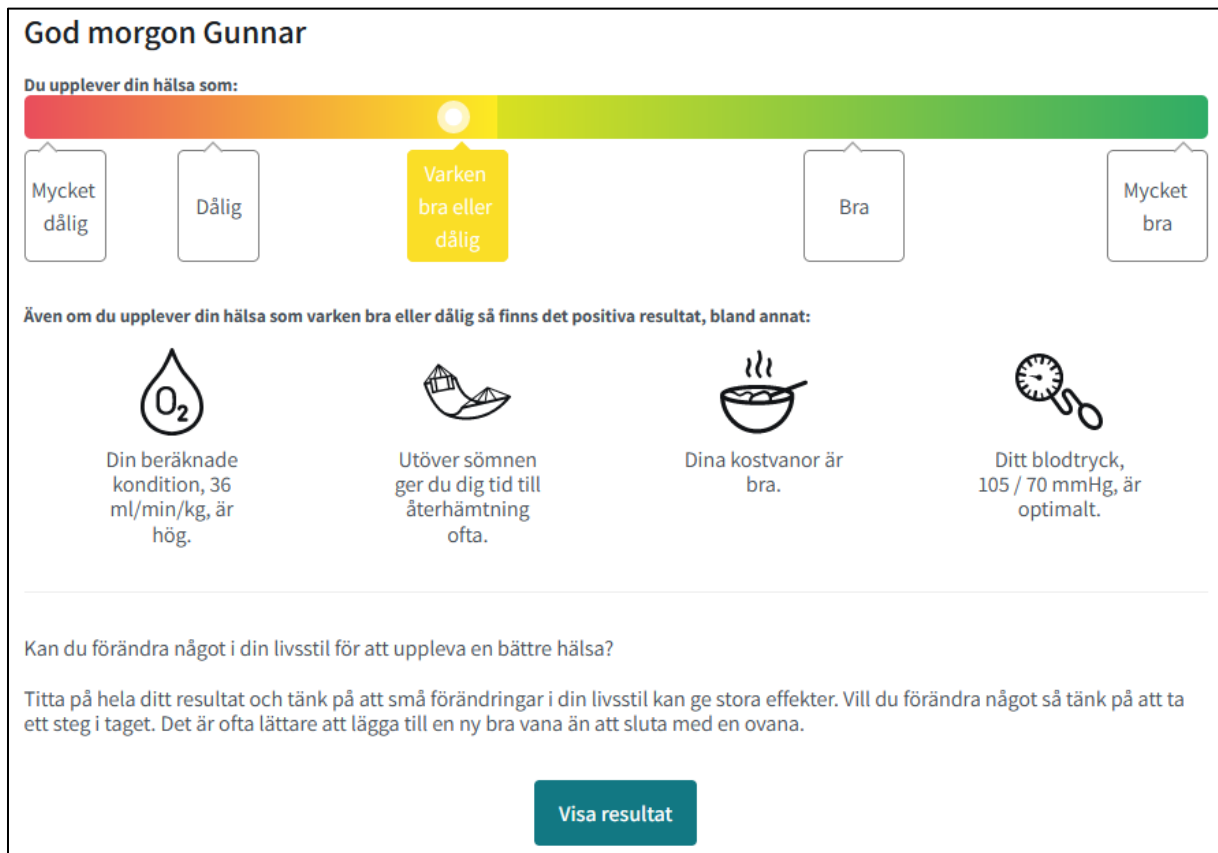 God morgon Gunnar
Du upplever din hälsa som:
Mycket
dålig
Dålig
Varken
bra eller
dålig
Bra
Mycket
bra
Även om du upplever din hälsa som varken bra eller dålig så finns det positiva resultat, bland annat:
O2
Din beräknade
kondition, 36
ml/min/kg, är
hög.
Utöver sömnen
ger du dig tid till
återhämtning
ofta.
Dina kostvanor är
bra.
Ditt blodtryck,
105 / 70 mmHg, är
optimalt.
Kan du förändra något i din livsstil för att uppleva en bättre hälsa?
Titta på hela ditt resultat och tänk på att små förändringar i din livsstil kan ge stora effekter. Vill du förändra något så tänk på att ta
ett steg i taget. Det är ofta lättare att lägga till en ny bra vana än att sluta med en ovana.
Visa resultat